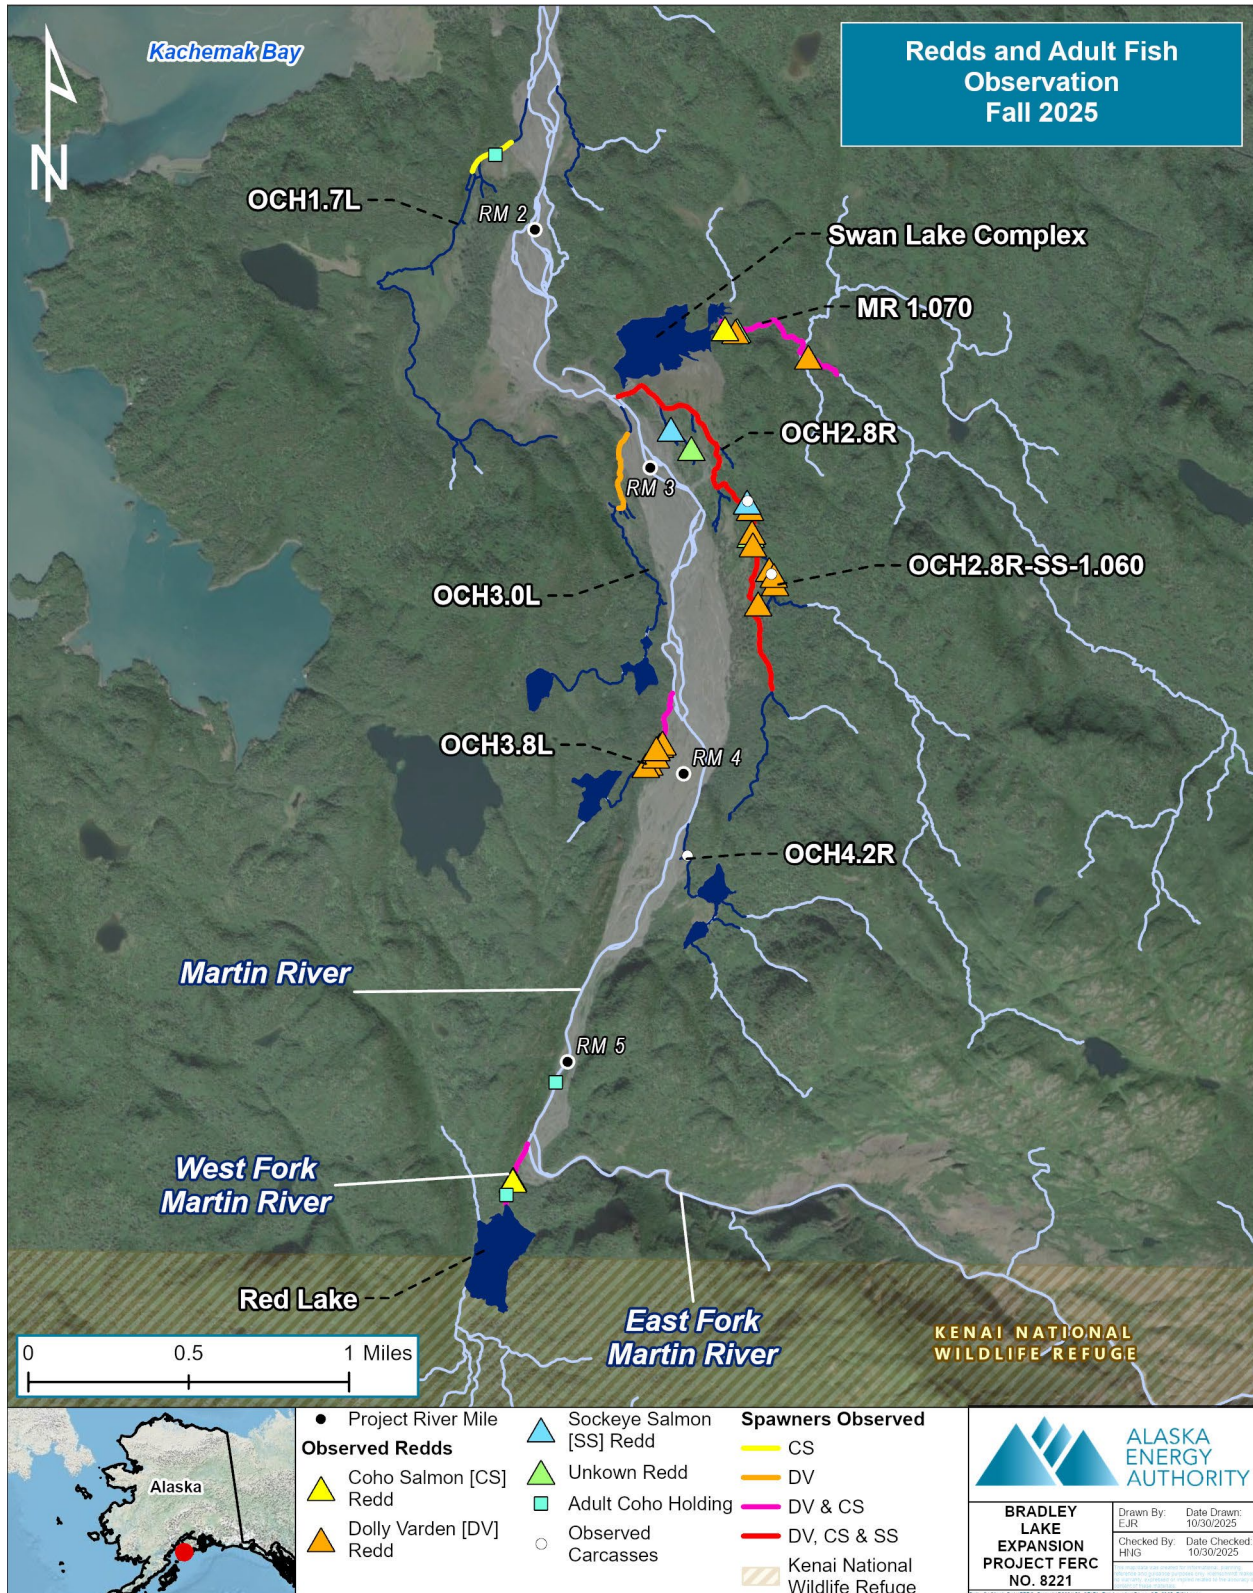 Kachemak Bay
Redds and Adult Fish
Observation
Fall 2025
N
OCH1.7L
RM 2
Swan Lake Complex
MR 1.070
OCH2.8R
RM 3
OCH2.8R-SS-1.060
OCH3.0L
OCH3.8L
RM 4
OCH4.2R
Martin River
RM 5
West Fork
Martin River
Red Lake
East Fork
Martin River
KENAI NATIONAL
WILDLIFE REFUGE
0 0.5 1 Miles
Alaska
Project River Mile
Observed Redds
Coho Salmon [CS]
Redd
Dolly Varden [DV]
Redd
Sockeye Salmon
[SS] Redd
Unkown Redd
Adult Coho Holding
Observed
Carcasses
Spawners Observed
CS
DV
DV & CS
DV, CS & SS
Kenai National
Wildlife Refuge
ALASKA
ENERGY
AUTHORITY
BRADLEY
LAKE
EXPANSION
PROJECT FERC
NO. 8221
Drawn By:
EJR
Date Drawn:
10/30/2025
Checked By:
HNG
Date Checked:
10/30/2025